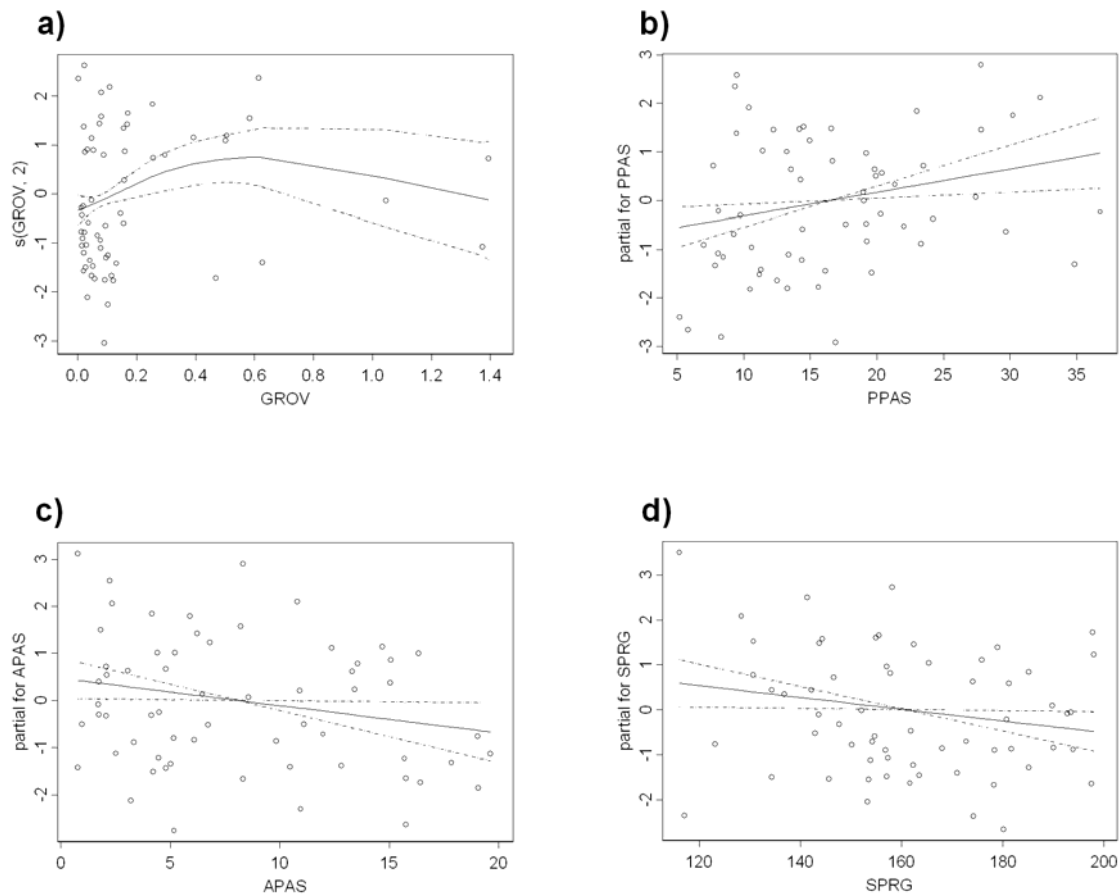 a)
s(GROV, 2)
2
1
0
-1
-2
-3
0.0 0.2 0.4 0.6 0.8 1.0 1.2 1.4
GROV
b)
partial for PPAS
3
2
1
0
-1
-2
-3
5 10 15 20 25 30 35
PPAS
c)
partial for APAS
3
2
1
0
-1
-2
0 5 10 15 20
APAS
d)
partial for SPRG
3
2
1
0
-1
-2
120 140 160 180 200
SPRG